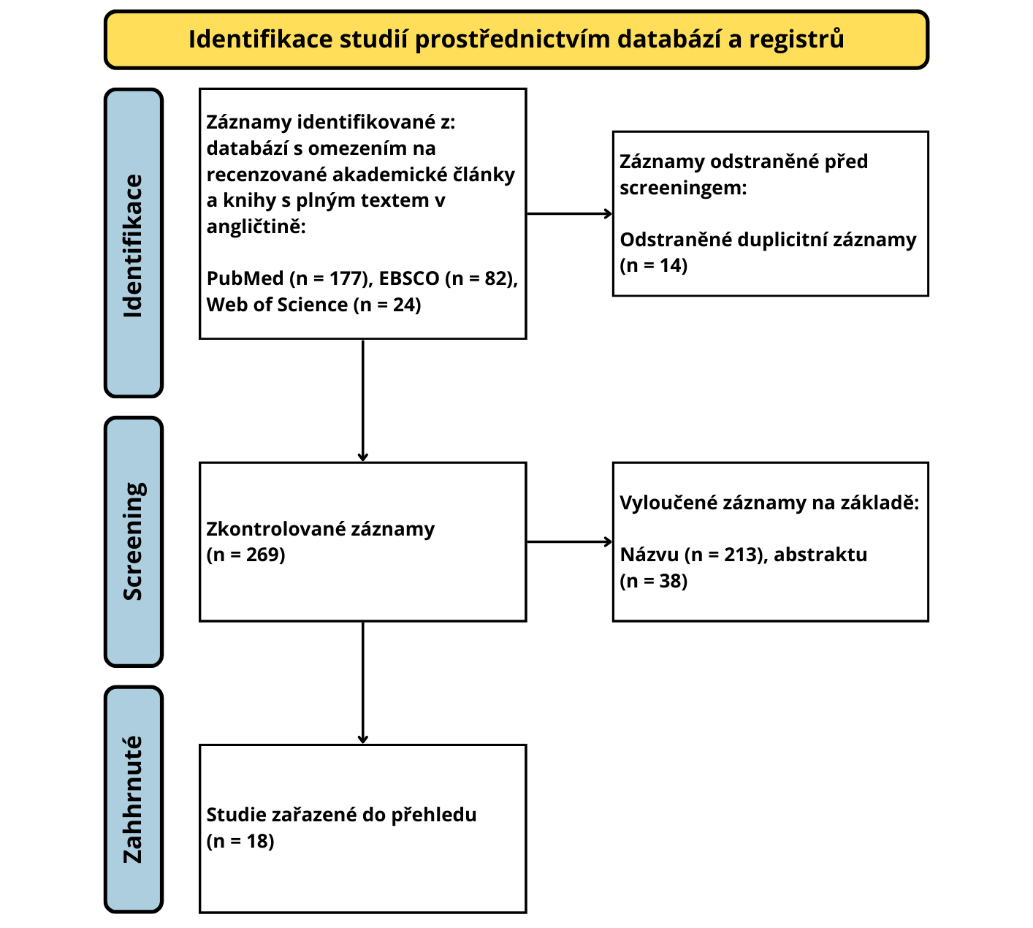 Identifikace studií prostřednictvím databází a registrů
Identifikace
Záznamy identifikované z:
databází s omezením na
recenzované akademické články
a knihy s plným textem v
angličtině:
PubMed (n = 177), EBSCO (n = 82),
Web of Science (n = 24)
Záznamy odstraněné před
screeningem:
Odstraněné duplicitní záznamy
(n = 14)
Screening
Zkontrolované záznamy
(n = 269)
Vyloučené záznamy na základě:
Názvu (n = 213), abstraktu
(n = 38)
Zahhrnuté
Studie zařazené do přehledu
(n = 18)